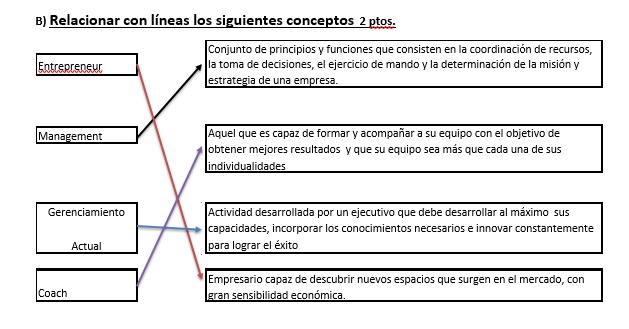 B) Relacionar con líneas los siguientes conceptos 2 ptos.
Entrepreneur
Conjunto de principios y funciones que consisten en la coordinación de recursos,
la toma de decisiones, el ejercicio de mando y la determinación de la misión y
estrategia de una empresa.
Management
Aquel que es capaz de formar y acompañar a su equipo con el objetivo de
obtener mejores resultados y que su equipo sea más que cada una de sus
individualidades
Gerenciamiento
Actual
Actividad desarrollada por un ejecutivo que debe desarrollar al máximo sus
capacidades, incorporar los conocimientos necesarios e innovar constantemente
para lograr el éxito
Coach
Empresario capaz de descubrir nuevos espacios que surgen en el mercado, con
gran sensibilidad económica.